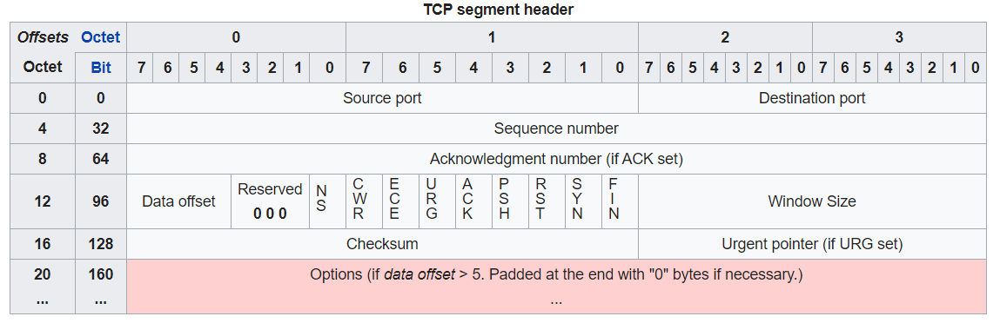 TCP segment header
Offsets Octet 0 1 2 3
Octet Bit 7 6 5 4 3 2 1 0 7 6 5 4 3 2 1 0 7 6 5 4 3 2 1 0 7 6 5 4 3 2 1 0
0 0 Source port Destination port
4 32 Sequence number
8 64 Acknowledgment number (if ACK set)
12 96 Data offset Reserved 0 0 0 NS CWR ECE URG ACK PSH RST SYN FIN Window Size
16 128 Checksum Urgent pointer (if URG set)
20 160 Options (if data offset > 5. Padded at the end with "0" bytes if necessary.)
... ... ...